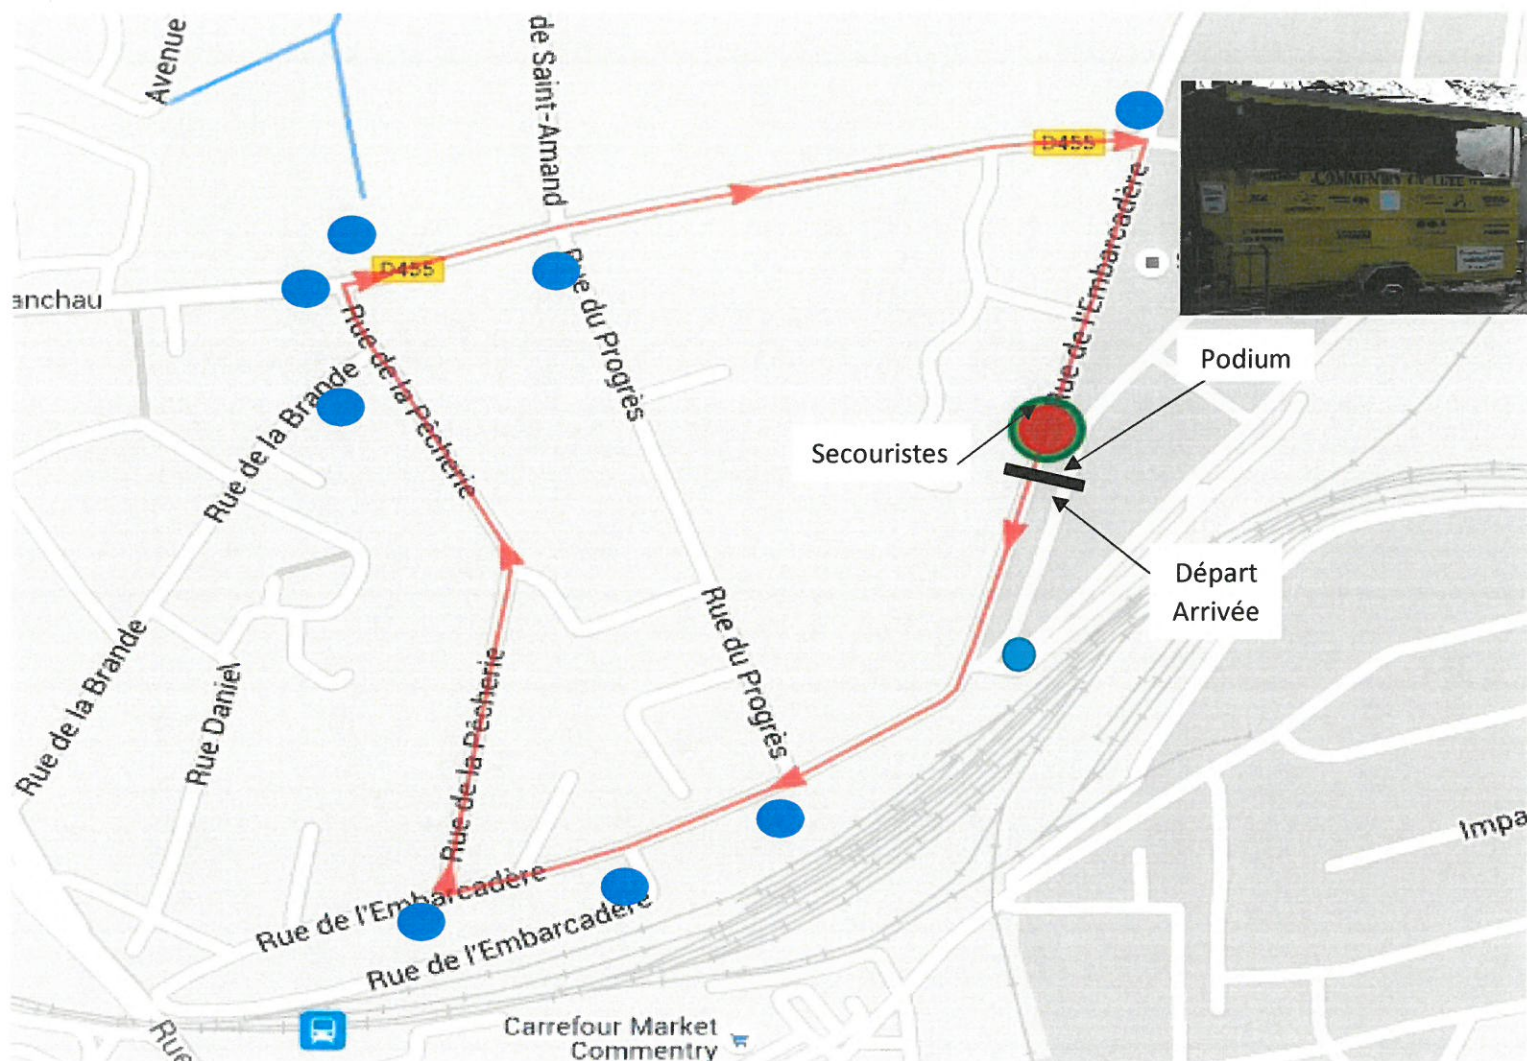 Avenue
de Saint-Amand
D455
Rue de l'Embarcadère
COMMENTRY
D455
anchau
Rue du Progrès
Rue de la Pêcherie
Rue de la Brande
Podium
Secouristes
Départ
Arrivée
Rue du Progrès
Rue de la Brande
Rue Daniel
Rue de la Pêcherie
Impa
Rue de l'Embarcadère
Rue de l'Embarcadère
Rue
Carrefour Market
Commentry